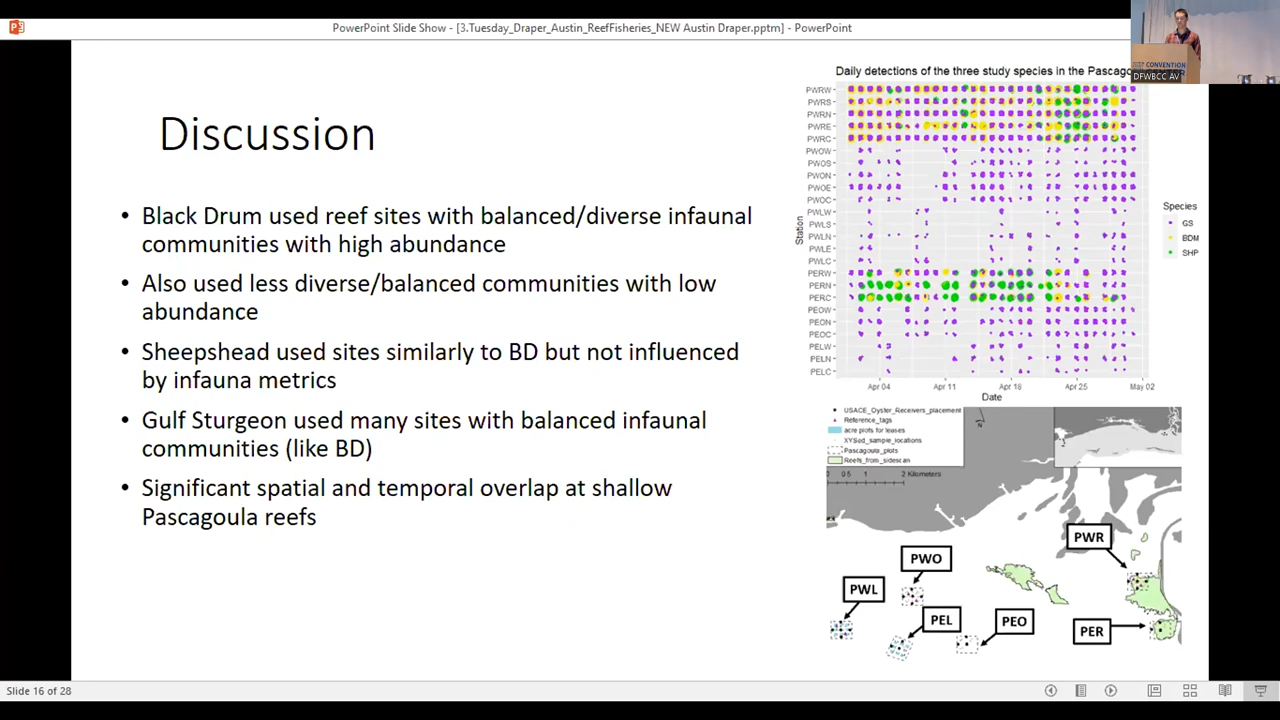 PowerPoint Slide Show - [3.Tuesday_Draper_Austin_ReefFisheries_NEW Austin Draper.pptm] - PowerPoint
CONVENTION
DFWBCC AV
Discussion
• Black Drum used reef sites with balanced/diverse infaunal
communities with high abundance
• Also used less diverse/balanced communities with low
abundance
• Sheepshead used sites similarly to BD but not influenced
by infauna metrics
• Gulf Sturgeon used many sites with balanced infaunal
communities (like BD)
• Significant spatial and temporal overlap at shallow
Pascagoula reefs
Daily detections of the three study species in the Pascago
PWRW
PWRS
PWRN
PWRE
PWRC
PWOW
PWOS
PWON
PWOE
PWOC
PWLW
PWLS
PWLN
PWLE
PWLC
PERW
PERN
PERC
PEOW
PEON
PEOC
PELW
PELN
PELC
Station
Apr 04 Apr 11 Apr 18 Apr 25 May 02
Date
Species
GS
BDM
SHP
USACE_Oyster_Receivers_placement
Reference_tags
acre plots for leases
XYSed_sample_locations
Pascagoula_plots
Reefs_from_sidescan
0 0.5 1 2 Kilometers
N
PWR
PWO
PWL
PEL
PEO
PER
Slide 16 of 28